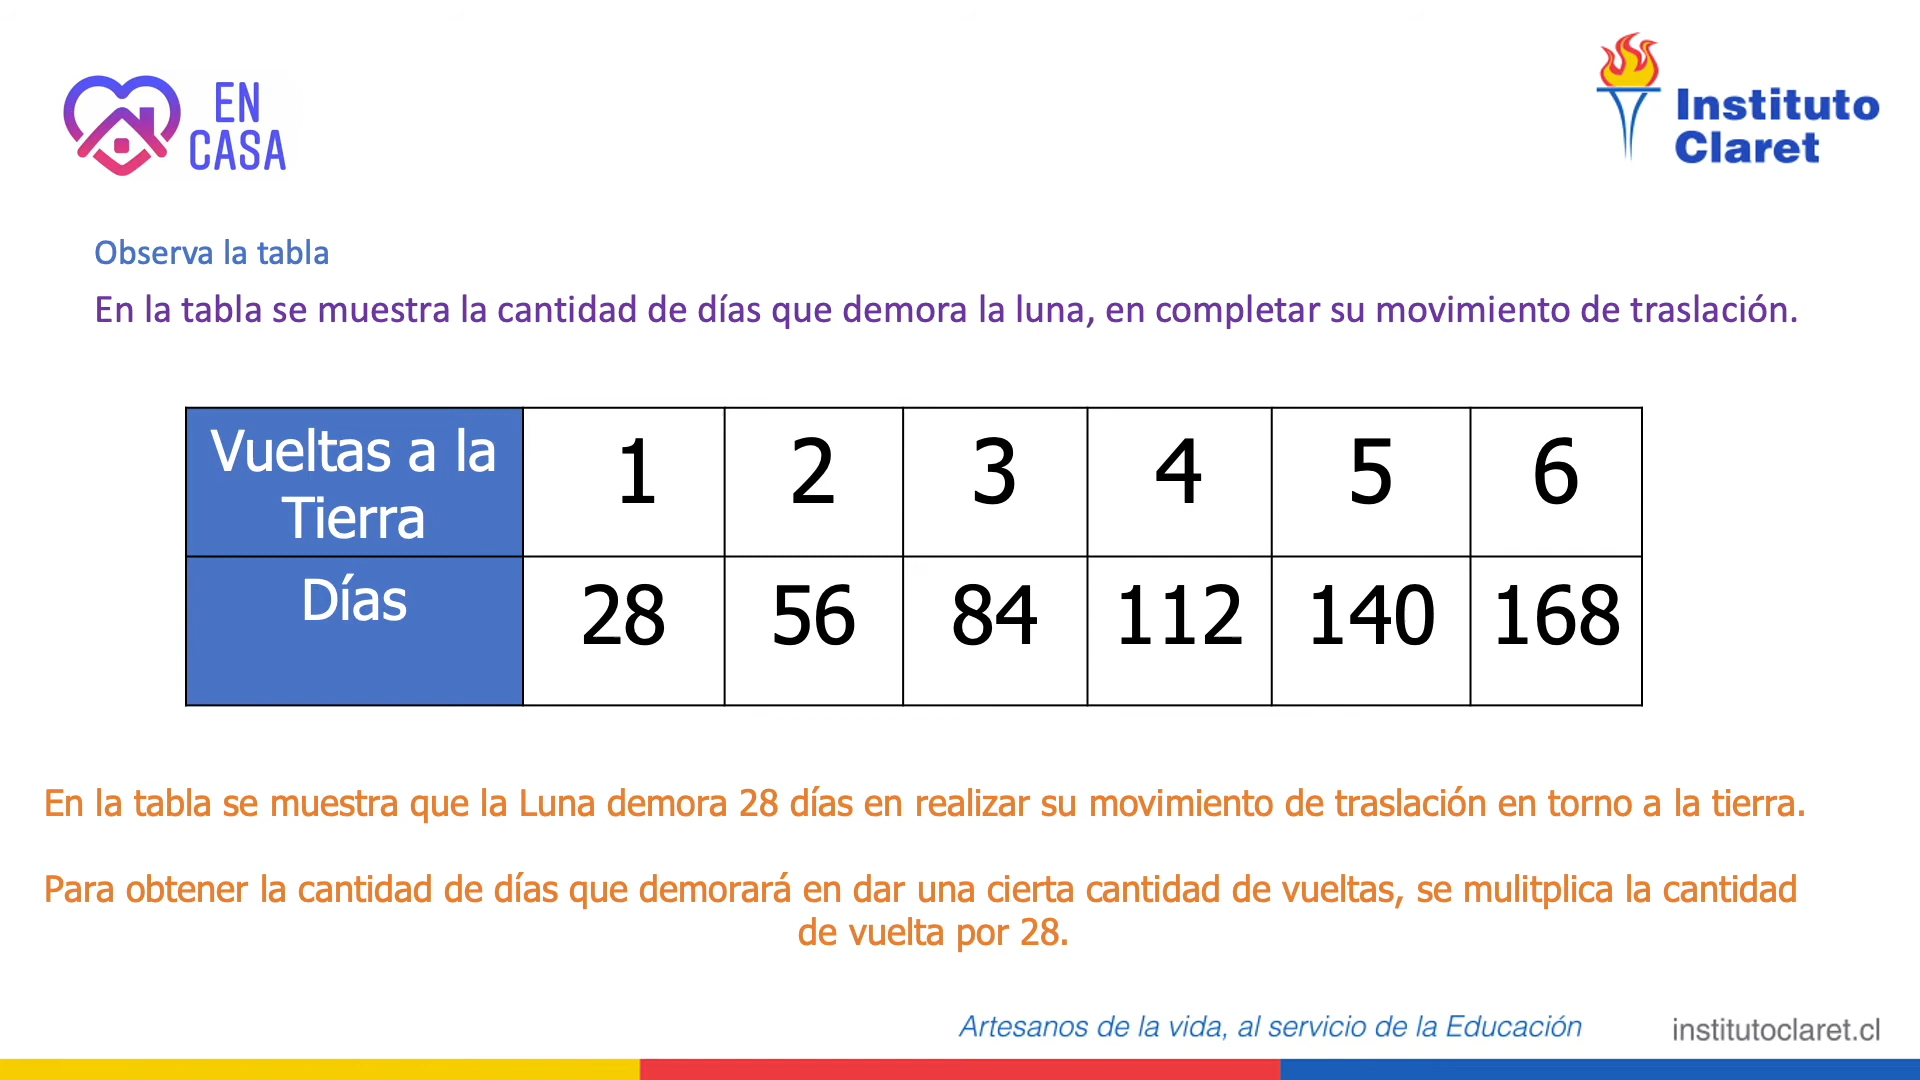 EN
CASA
Instituto
Claret
Observa la tabla
En la tabla se muestra la cantidad de días que demora la luna, en completar su movimiento de traslación.
Vueltas a la
Tierra
1 2 3 4 5 6
Días
28 56 84 112 140 168
En la tabla se muestra que la Luna demora 28 días en realizar su movimiento de traslación en torno a la tierra.
Para obtener la cantidad de días que demorará en dar una cierta cantidad de vueltas, se mulitplica la cantidad
de vuelta por 28.
Artesanos de la vida, al servicio de la Educación
institutoclaret.cl